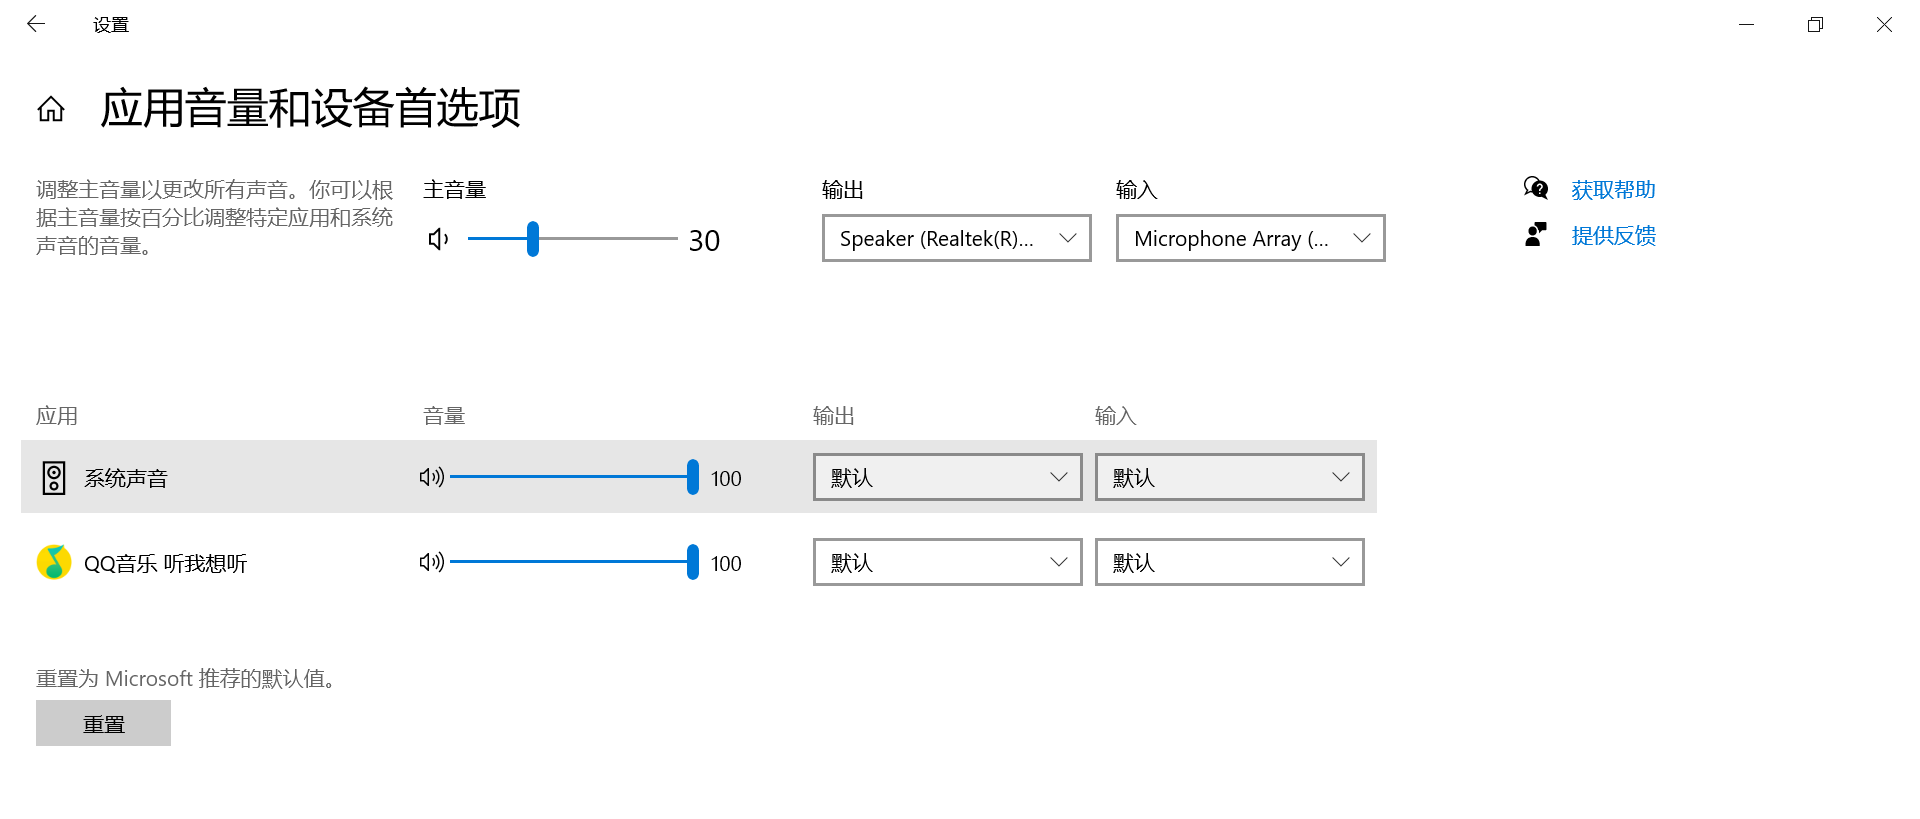 设置
应用音量和设备首选项
调整主音量以更改所有声音。你可以根
据主音量按百分比调整特定应用和系统
声音的音量。
主音量
30
输出
Speaker (Realtek(R)...
输入
Microphone Array (...
获取帮助
提供反馈
应用 音量 输出 输入
系统声音 100 默认 默认
QQ音乐 听我想听 100 默认 默认
重置为 Microsoft 推荐的默认值。
重置